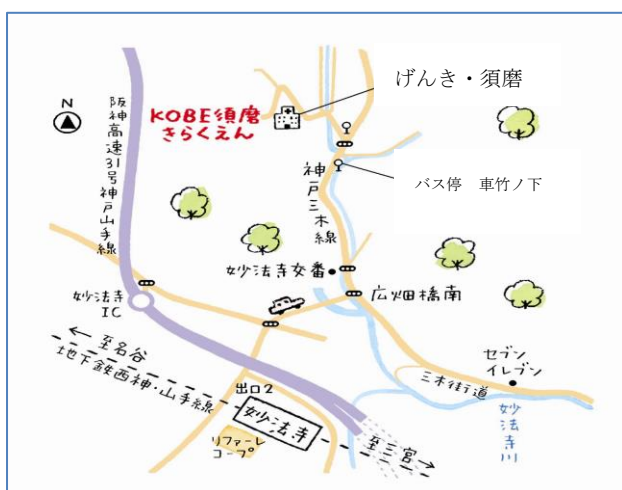 げんき・須磨
N
KOBE須磨
きらくえん
阪神高速31号神戸山手線
バス停 車竹ノ下
神戸三木線
妙法寺交番
広畑橋南
妙法寺
IC
セブン
イレブン
三木街道
妙法寺川
←至名谷
地下鉄西神・山手線
出口2
妙法寺
リファーレ
コープ
至三宮→